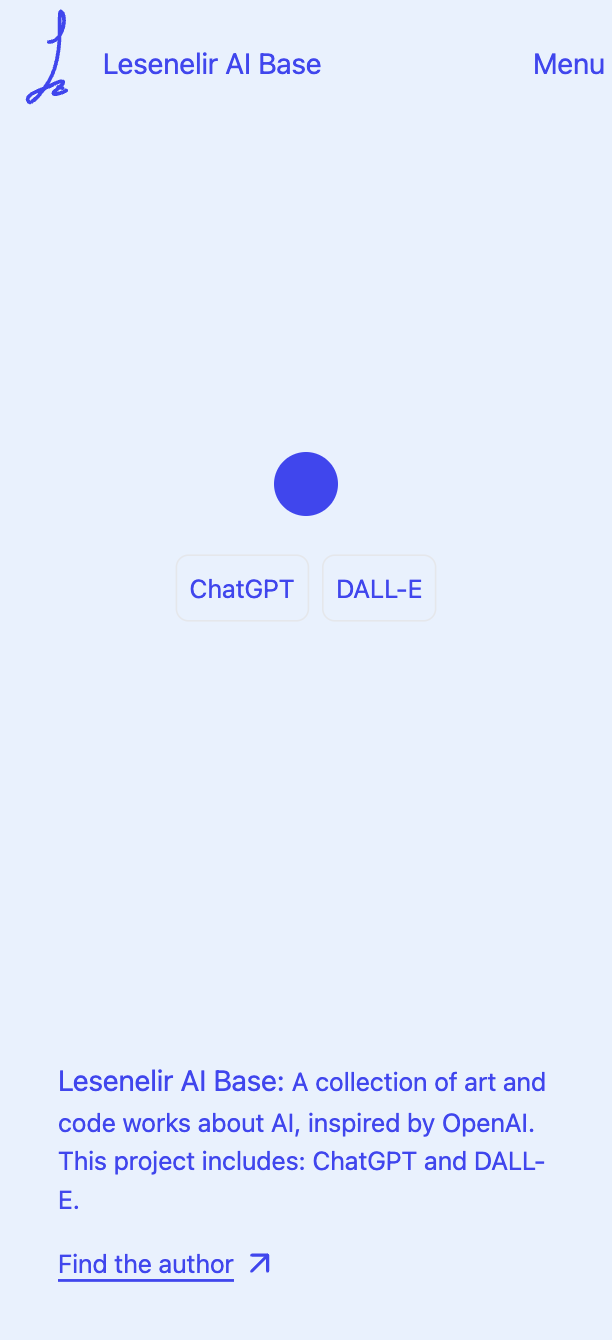 Lesenelir AI Base
Menu
ChatGPT
DALL-E
Lesenelir AI Base: A collection of art and
code works about AI, inspired by OpenAI.
This project includes: ChatGPT and DALL-
E.
Find the author